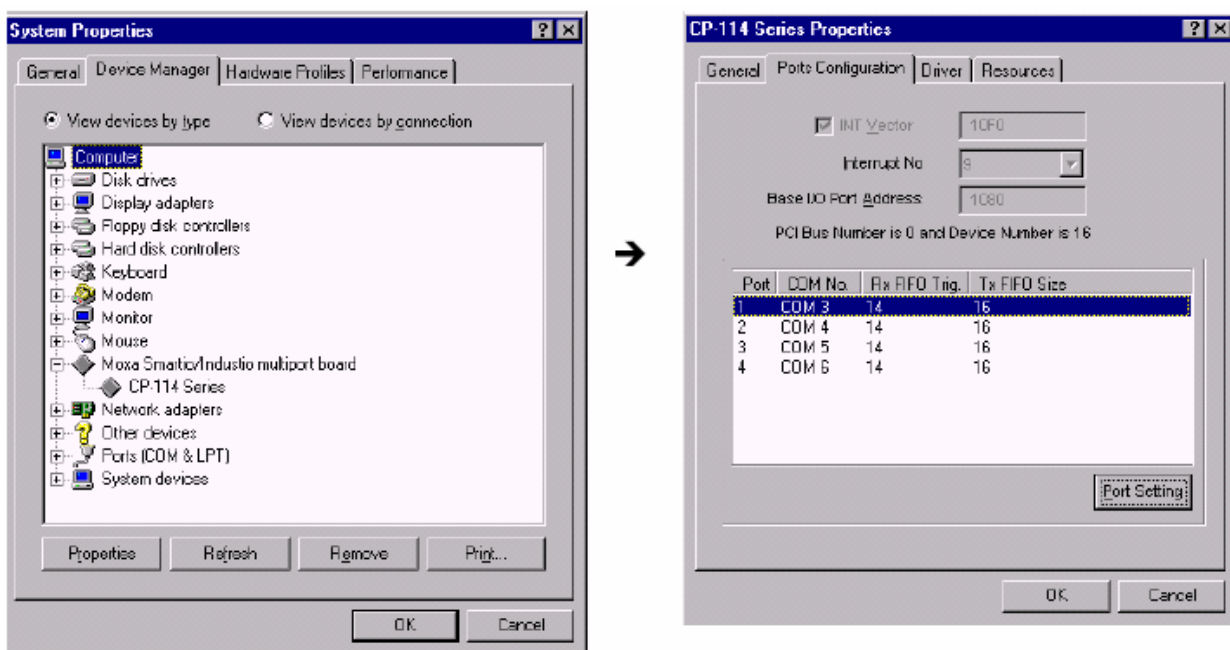 System Properties
General Device Manager Hardware Profiles Performance
View devices by type View devices by connection
Computer
Disk drives
Display adapters
Floppy disk controllers
Hard disk controllers
Keyboard
Modem
Monitor
Mouse
Moxa Smartio/Industio multiport board
CP-114 Series
Network adapters
Other devices
Ports (COM & LPT)
System devices
Properties Refresh Remove Print...
OK Cancel
➔
CP-114 Series Properties
General Ports Configuration Driver Resources
INT Vector 10F0
Interrupt No 9
Base I/O Port Address 1080
PCI Bus Number is 0 and Device Number is 16
Port COM No. Rx FIFO Trig. Tx FIFO Size
1 COM 3 14 16
2 COM 4 14 16
3 COM 5 14 16
4 COM 6 14 16
Port Setting
OK Cancel